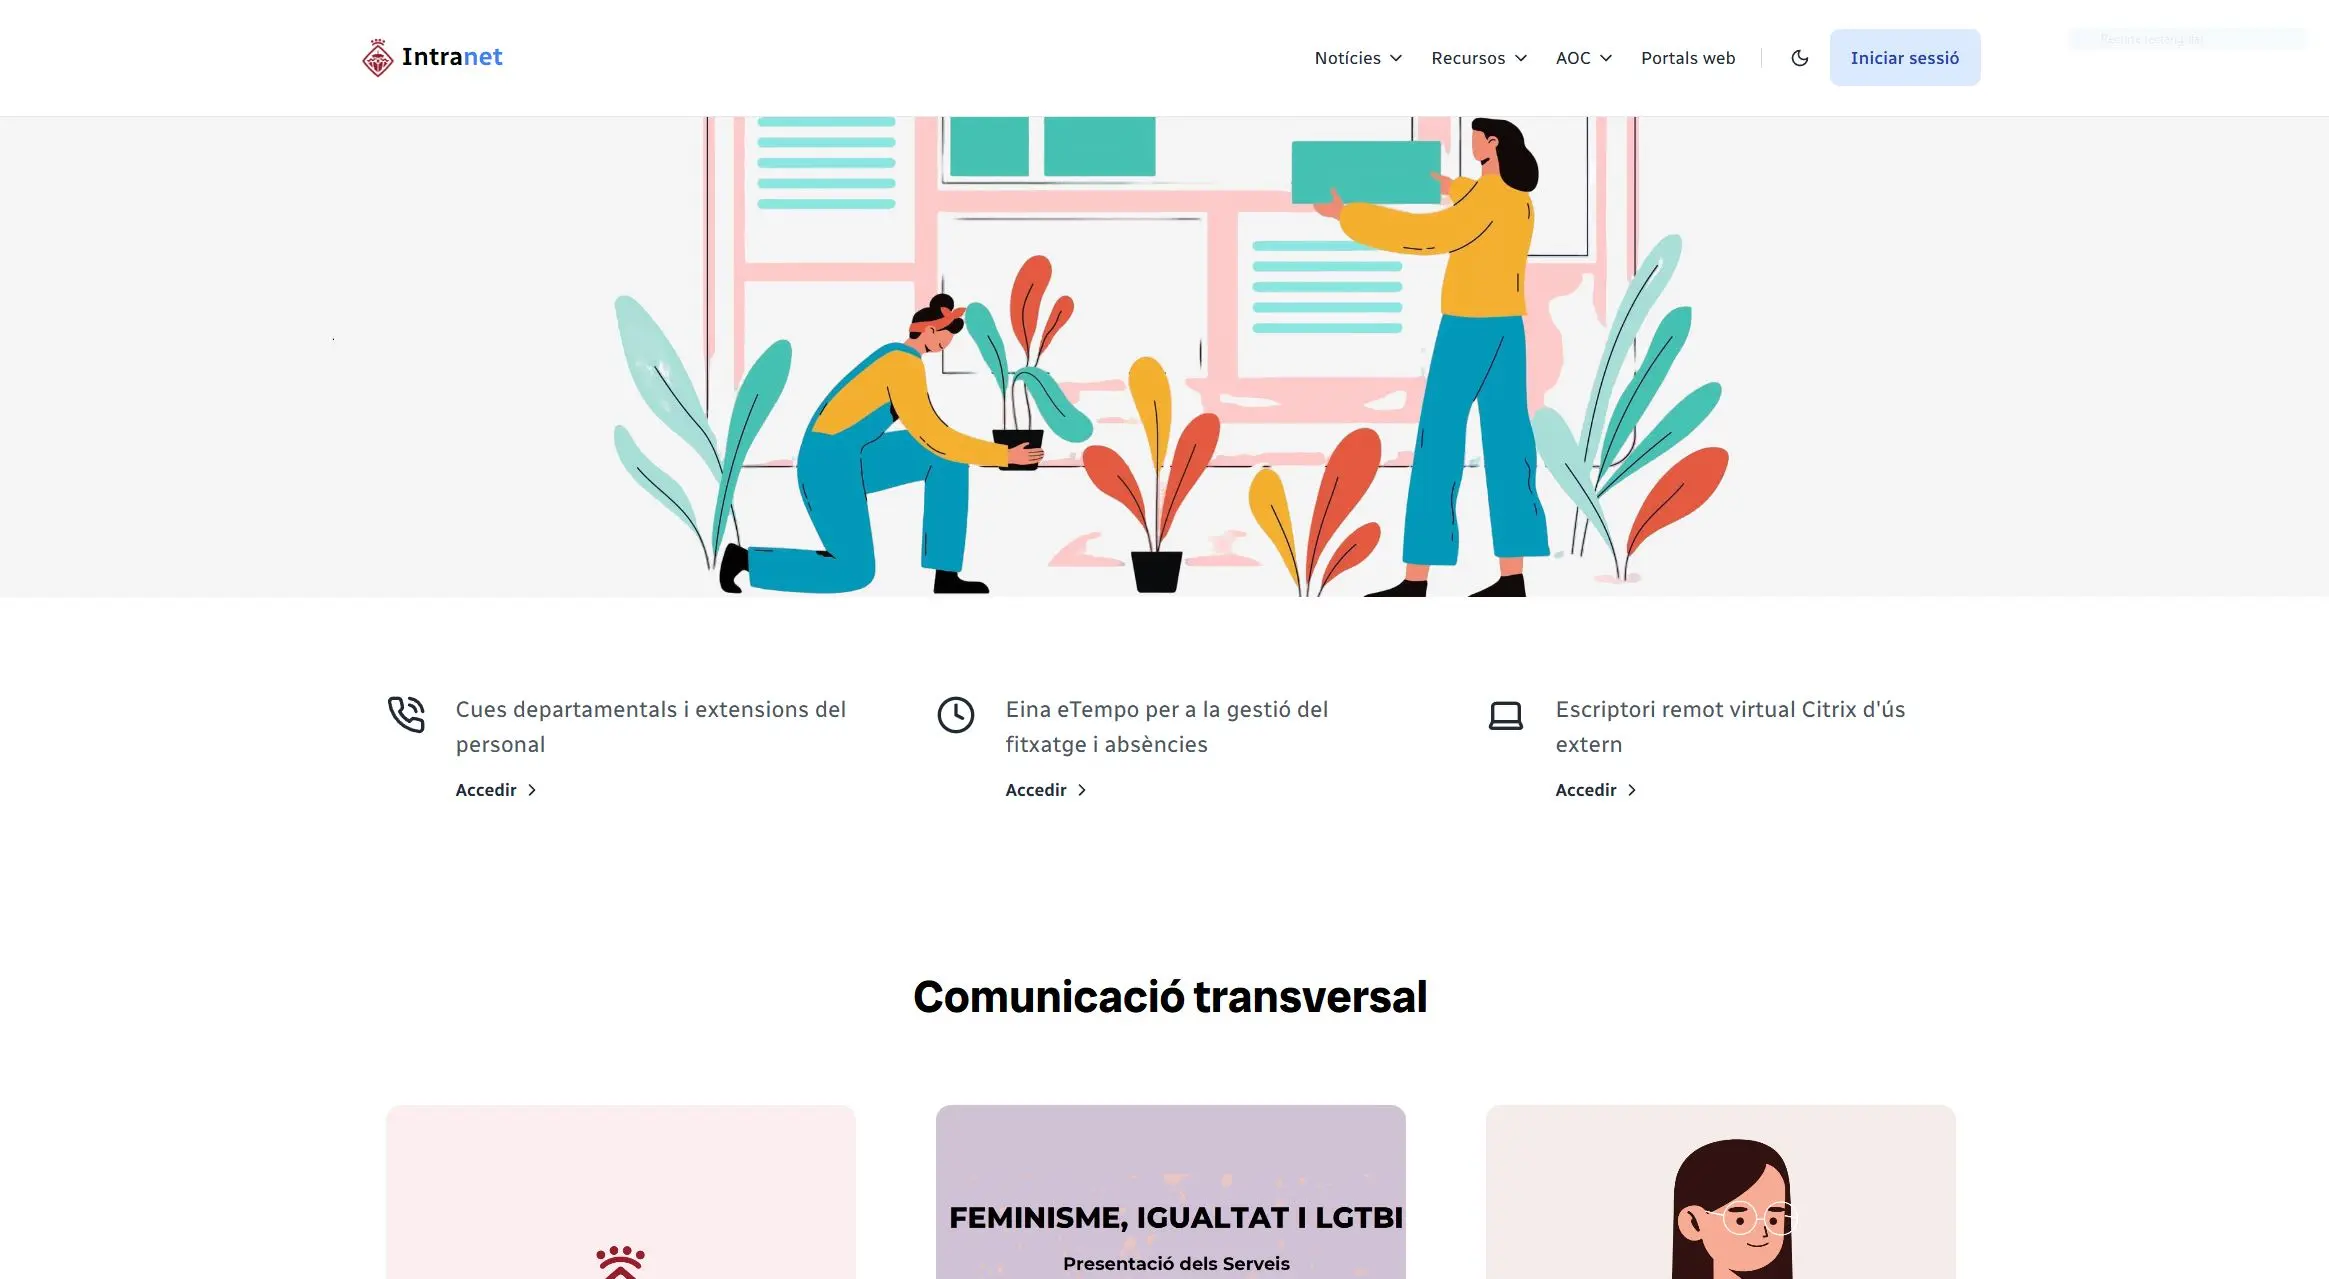 Intranet
Notícies
Recursos
AOC
Portals web
Iniciar sessió
Cues departamentals i extensions del
personal
Accedir
Eina eTempo per a la gestió del
fitxatge i absències
Accedir
Escriptori remot virtual Citrix d'ús
extern
Accedir
Comunicació transversal
FEMINISME, IGUALTAT I LGTBI
Presentació dels Serveis